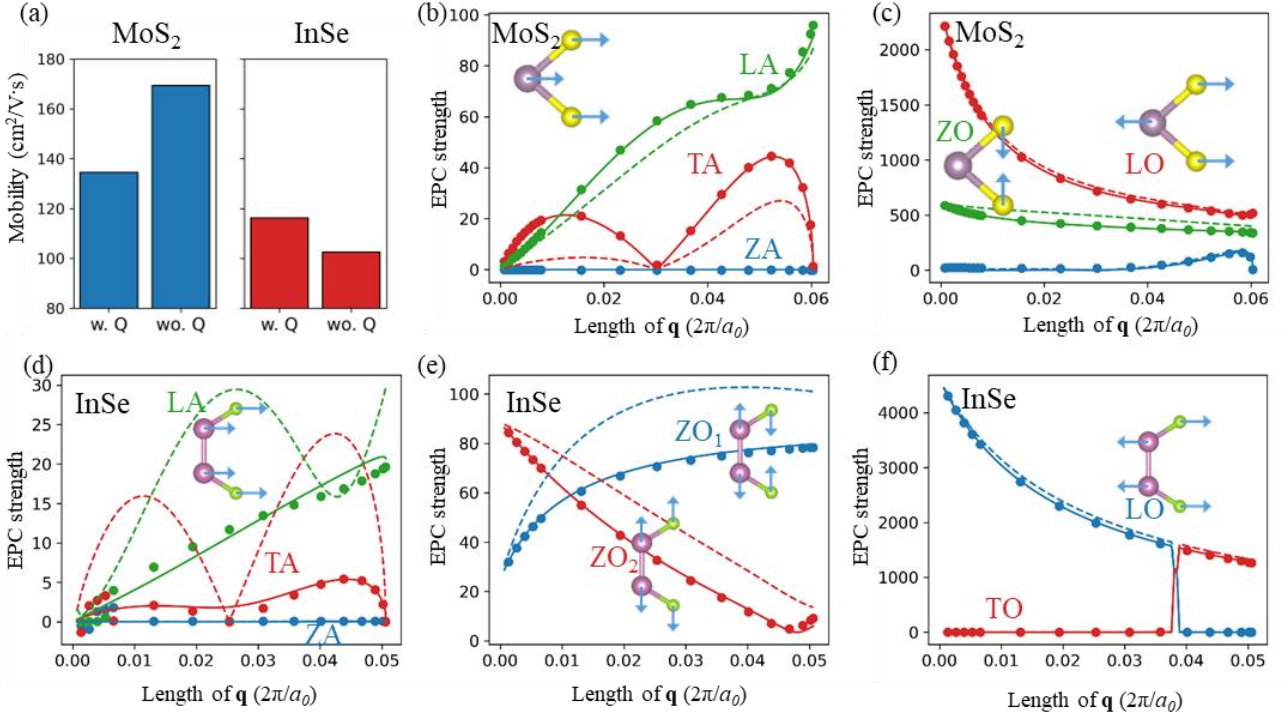 (a)
MoS2
InSe
Mobility (cm²/V·s)
180
160
140
120
100
80
w. Q
wo. Q
w. Q
wo. Q
(b)
MoS2
LA
TA
ZA
EPC strength
100
80
60
40
20
0
0.00
0.02
0.04
0.06
Length of q (2π/a0)
(c)
MoS2
ZO
LO
EPC strength
2000
1500
1000
500
0
0.00
0.02
0.04
0.06
Length of q (2π/a0)
(d)
InSe
LA
TA
ZA
EPC strength
30
25
20
15
10
5
0
0.00
0.01
0.02
0.03
0.04
0.05
Length of q (2π/a0)
(e)
InSe
ZO1
ZO2
EPC strength
100
80
60
40
20
0
0.00
0.01
0.02
0.03
0.04
0.05
Length of q (2π/a0)
(f)
InSe
LO
TO
EPC strength
4000
3000
2000
1000
0
0.00
0.01
0.02
0.03
0.04
0.05
Length of q (2π/a0)